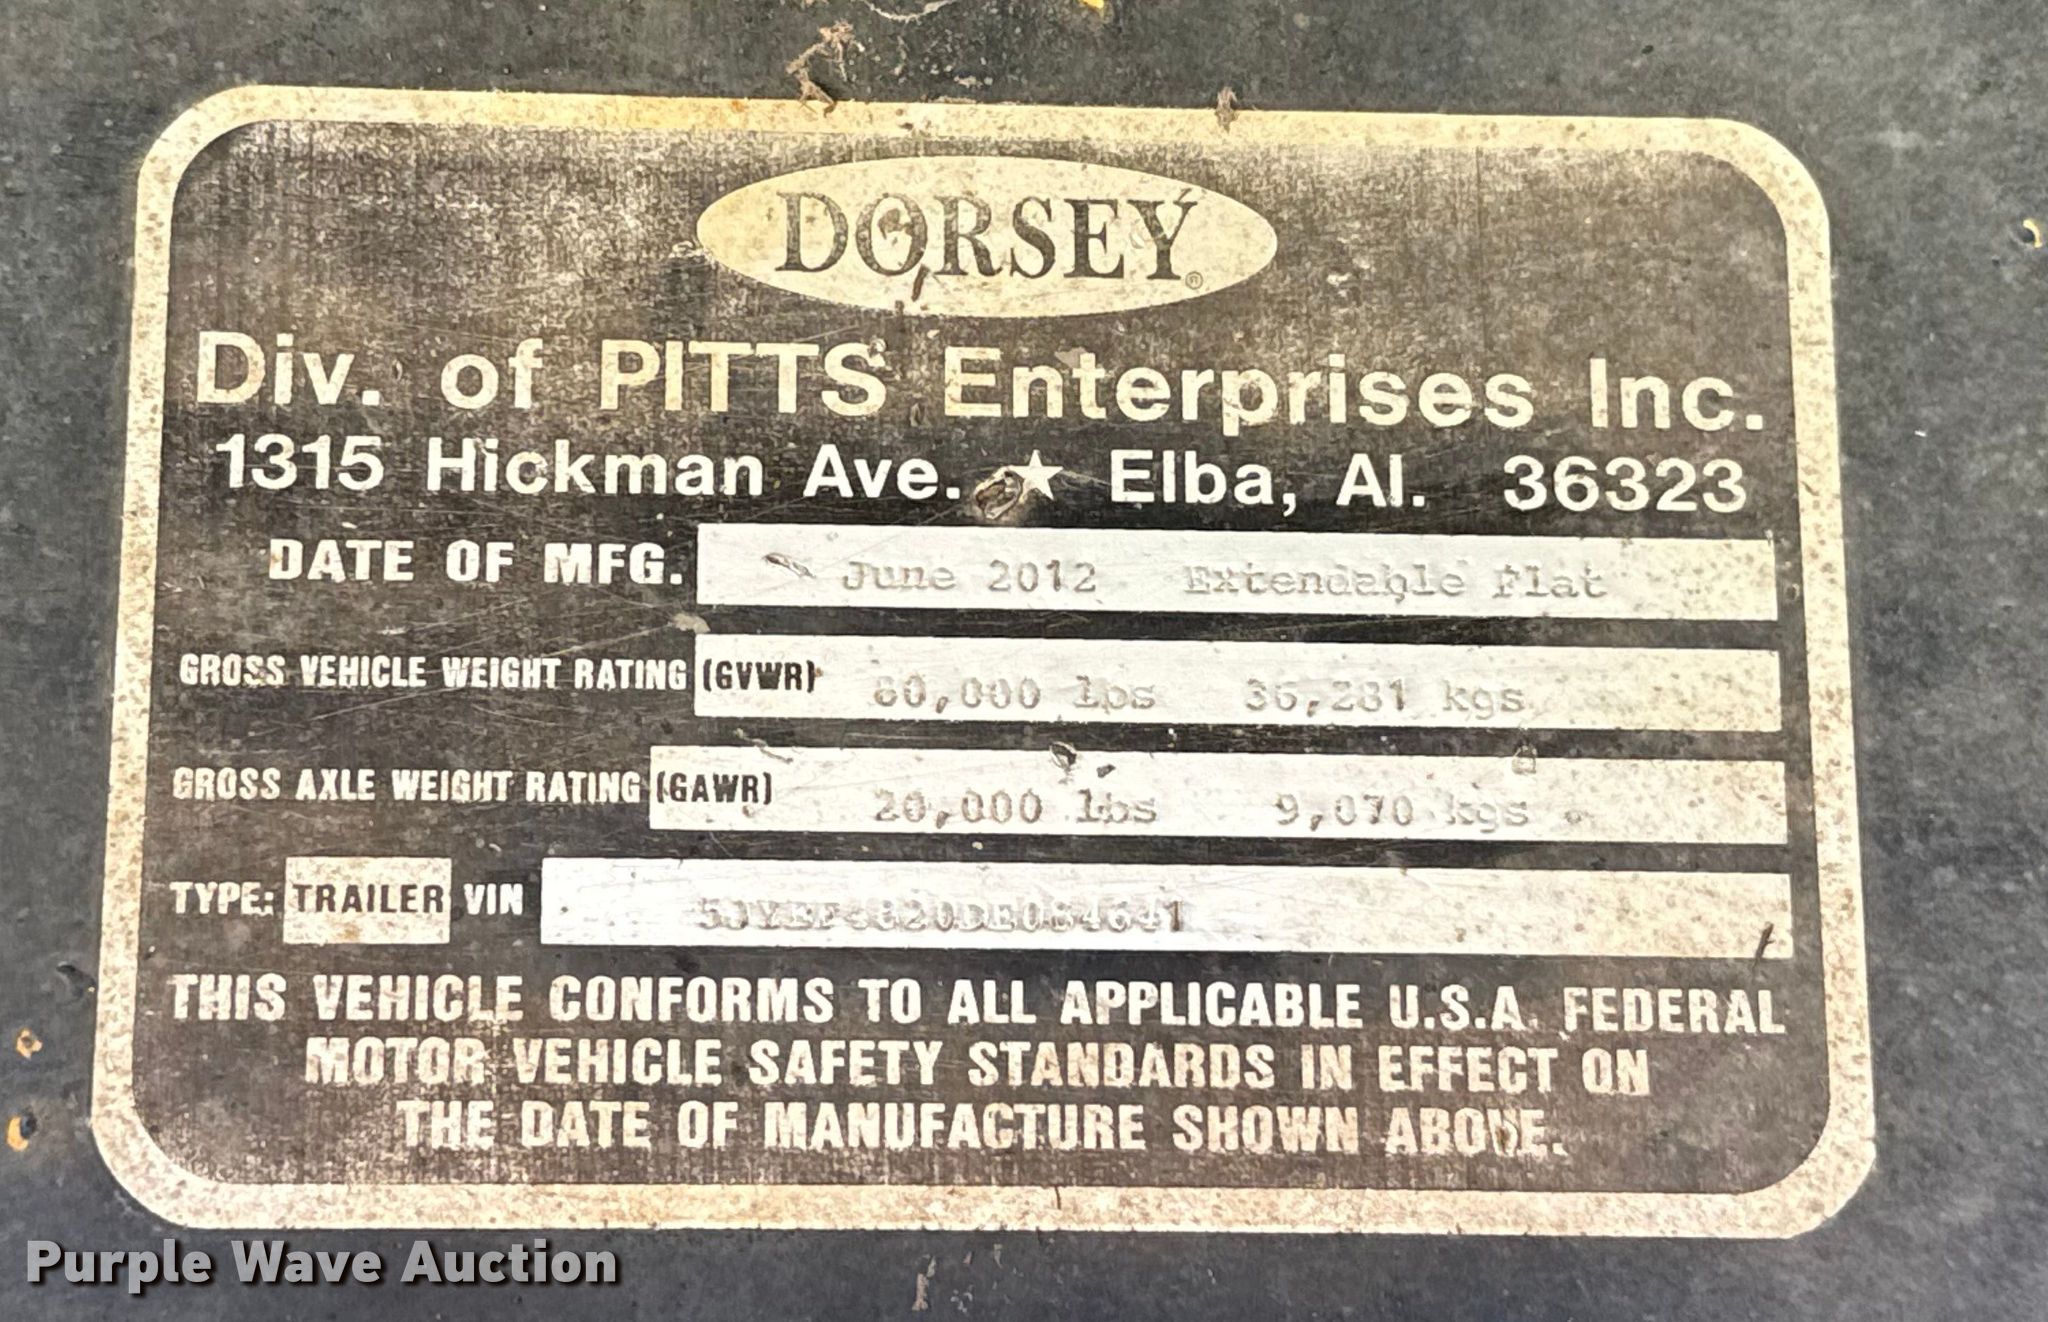 DORSEY®
Div. of PITTS Enterprises Inc.
1315 Hickman Ave. ★ Elba, Al. 36323
DATE OF MFG. June 2012 Extendable Flat
GROSS VEHICLE WEIGHT RATING (GVWR) 80,000 lbs 36,281 kgs
GROSS AXLE WEIGHT RATING (GAWR) 20,000 lbs 9,070 kgs
TYPE: TRAILER VIN
THIS VEHICLE CONFORMS TO ALL APPLICABLE U.S.A. FEDERAL
MOTOR VEHICLE SAFETY STANDARDS IN EFFECT ON
THE DATE OF MANUFACTURE SHOWN ABOVE.
Purple Wave Auction